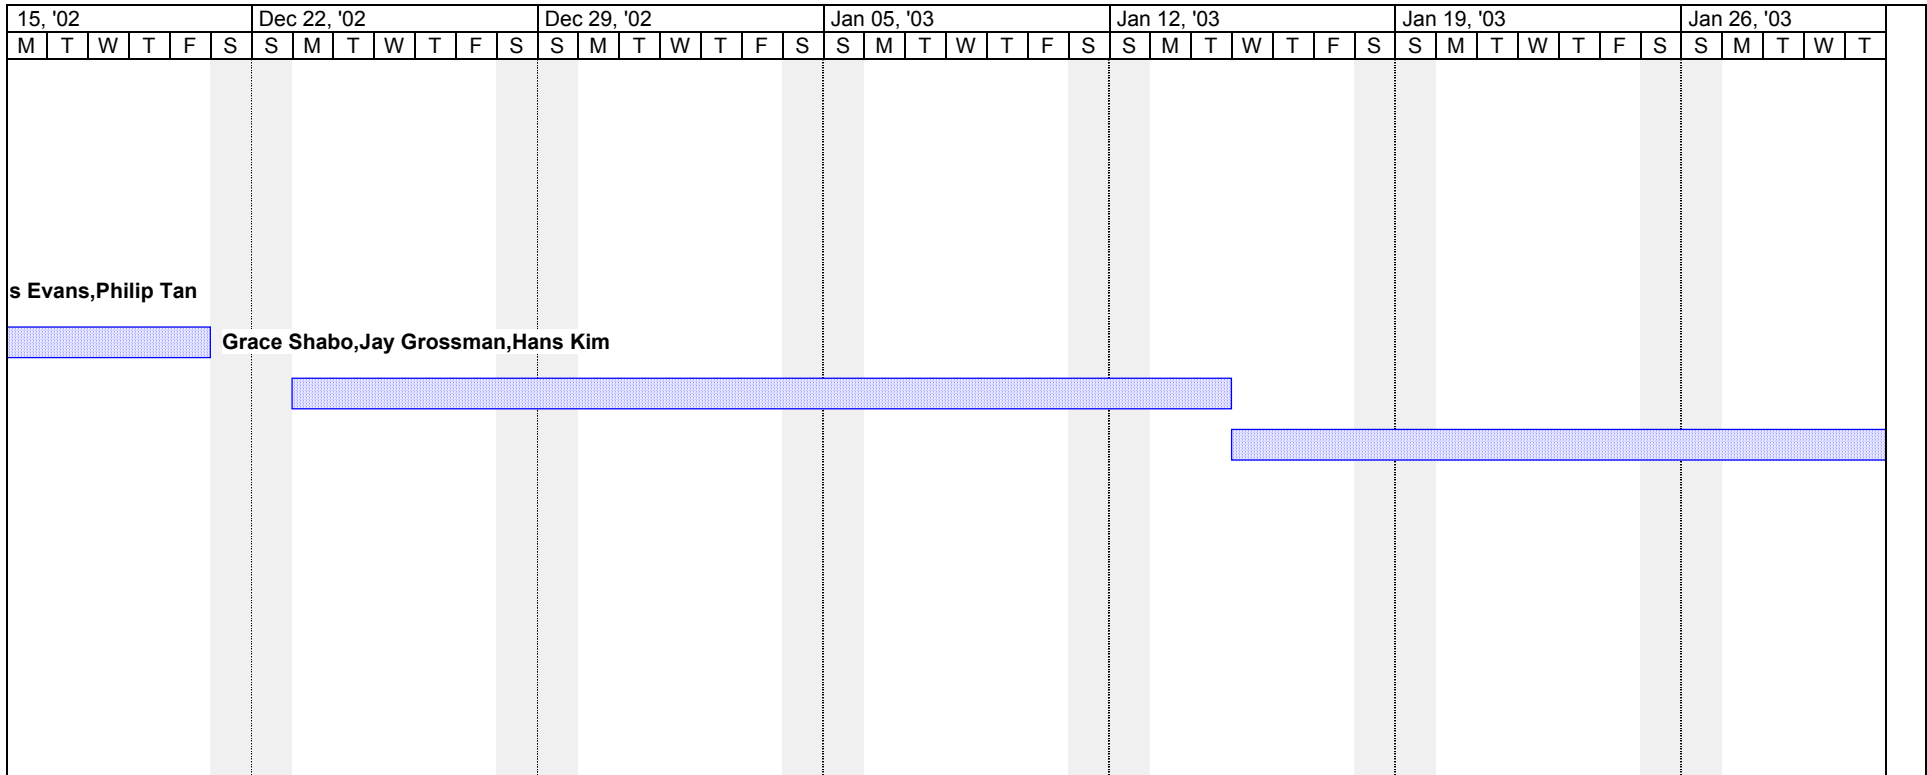 15, '02 Dec 22, '02 Dec 29, '02 Jan 05, '03 Jan 12, '03 Jan 19, '03 Jan 26, '03
M T W T F S S M T W T F S S M T W T F S S M T W T F S S M T W T F S S M T W T F S S M T W T
s Evans,Philip Tan
Grace Shabo,Jay Grossman,Hans Kim